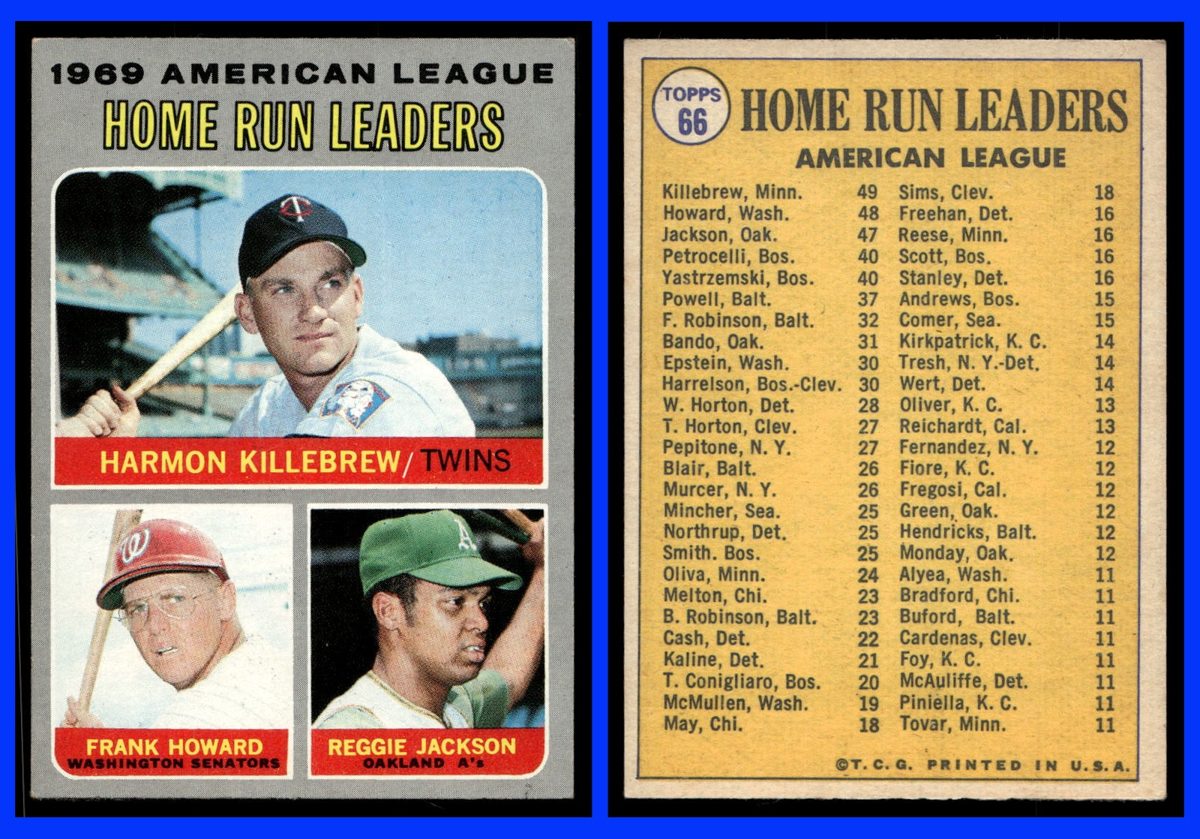 1969 AMERICAN LEAGUE
HOME RUN LEADERS
T C
HARMON KILLEBREW/TWINS
W
A
FRANK HOWARD
WASHINGTON SENATORS
REGGIE JACKSON
OAKLAND A's
TOPPS
66
HOME RUN LEADERS
AMERICAN LEAGUE
Killebrew, Minn. 49
Howard, Wash. 48
Jackson, Oak. 47
Petrocelli, Bos. 40
Yastrzemski, Bos. 40
Powell, Balt. 37
F. Robinson, Balt. 32
Bando, Oak. 31
Epstein, Wash. 30
Harrelson, Bos.-Clev. 30
W. Horton, Det. 28
T. Horton, Clev. 27
Pepitone, N. Y. 27
Blair, Balt. 26
Murcer, N. Y. 26
Mincher, Sea. 25
Northrup, Det. 25
Smith. Bos. 25
Oliva, Minn. 24
Melton, Chi. 23
B. Robinson, Balt. 23
Cash, Det. 22
Kaline, Det. 21
T. Conigliaro, Bos. 20
McMullen, Wash. 19
May, Chi. 18
Sims, Clev. 18
Freehan, Det. 16
Reese, Minn. 16
Scott, Bos. 16
Stanley, Det. 16
Andrews, Bos. 15
Comer, Sea. 15
Kirkpatrick, K. C. 14
Tresh, N. Y.-Det. 14
Wert, Det. 14
Oliver, K. C. 13
Reichardt, Cal. 13
Fernandez, N. Y. 12
Fiore, K. C. 12
Fregosi, Cal. 12
Green, Oak. 12
Hendricks, Balt. 12
Monday, Oak. 12
Alyea, Wash. 11
Bradford, Chi. 11
Buford, Balt. 11
Cardenas, Clev. 11
Foy, K. C. 11
McAuliffe, Det. 11
Piniella, K. C. 11
Tovar, Minn. 11
©T. C. G. PRINTED IN U. S. A.